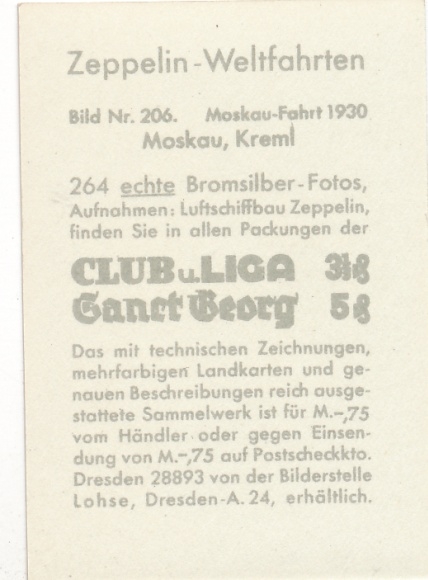 Zeppelin-Weltfahrten
Bild Nr. 206. Moskau-Fahrt 1930
Moskau, Kreml
264 echte Bromsilber-Fotos,
Aufnahmen: Luftschiffbau Zeppelin,
finden Sie in allen Packungen der
CLUB u. LIGA 3⅓₰
Sanct Georg 5₰
Das mit technischen Zeichnungen,
mehrfarbigen Landkarten und ge-
nauen Beschreibungen reich ausge-
stattete Sammelwerk ist für M.-,75
vom Händler oder gegen Einsen-
dung von M.-,75 auf Postscheckkto.
Dresden 28893 von der Bilderstelle
Lohse, Dresden-A. 24, erhältlich.